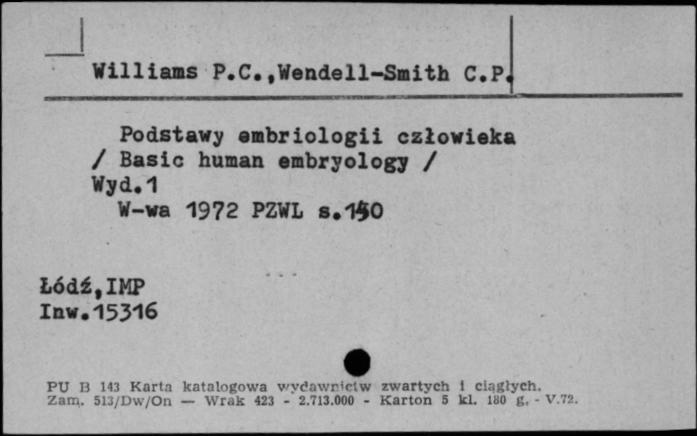 Williams P.C.,Wendell-Smith C.P.
Podstawy embriologii człowieka
/ Basic human embryology /
Wyd.1
W-wa 1972 PZWL s.150
Łódź,IMP
Inw.15316
PU B 143 Karta katalogowa wydawnictw zwartych i ciągłych.
Zam. 513/Dw/On — Wrak 423 - 2.713.000 - Karton 5 kl. 180 g. - V.72.